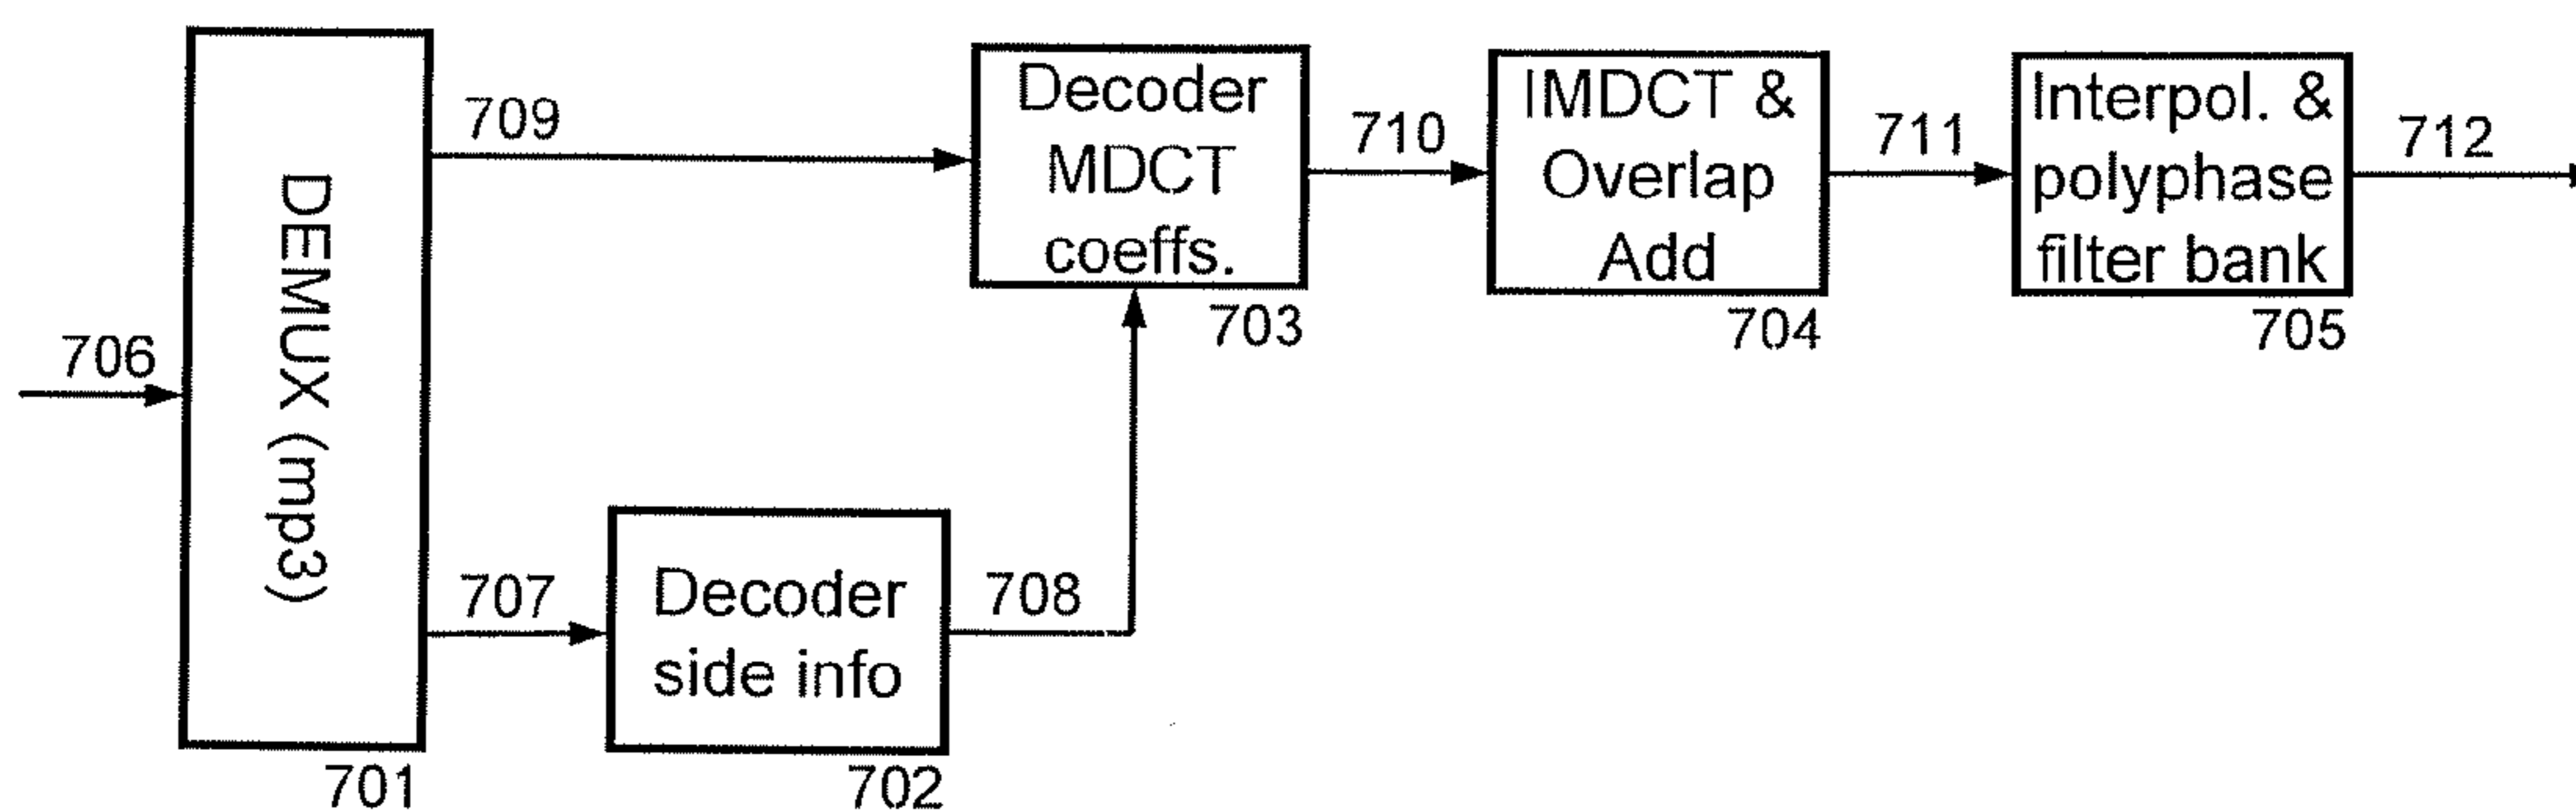 709
Decoder
MDCT
coeffs.
703
710
IMDCT &
Overlap
Add
704
711
Interpol. &
polyphase
filter bank
705
712
706
DEMUX (mp3)
701
707
Decoder
side info
702
708